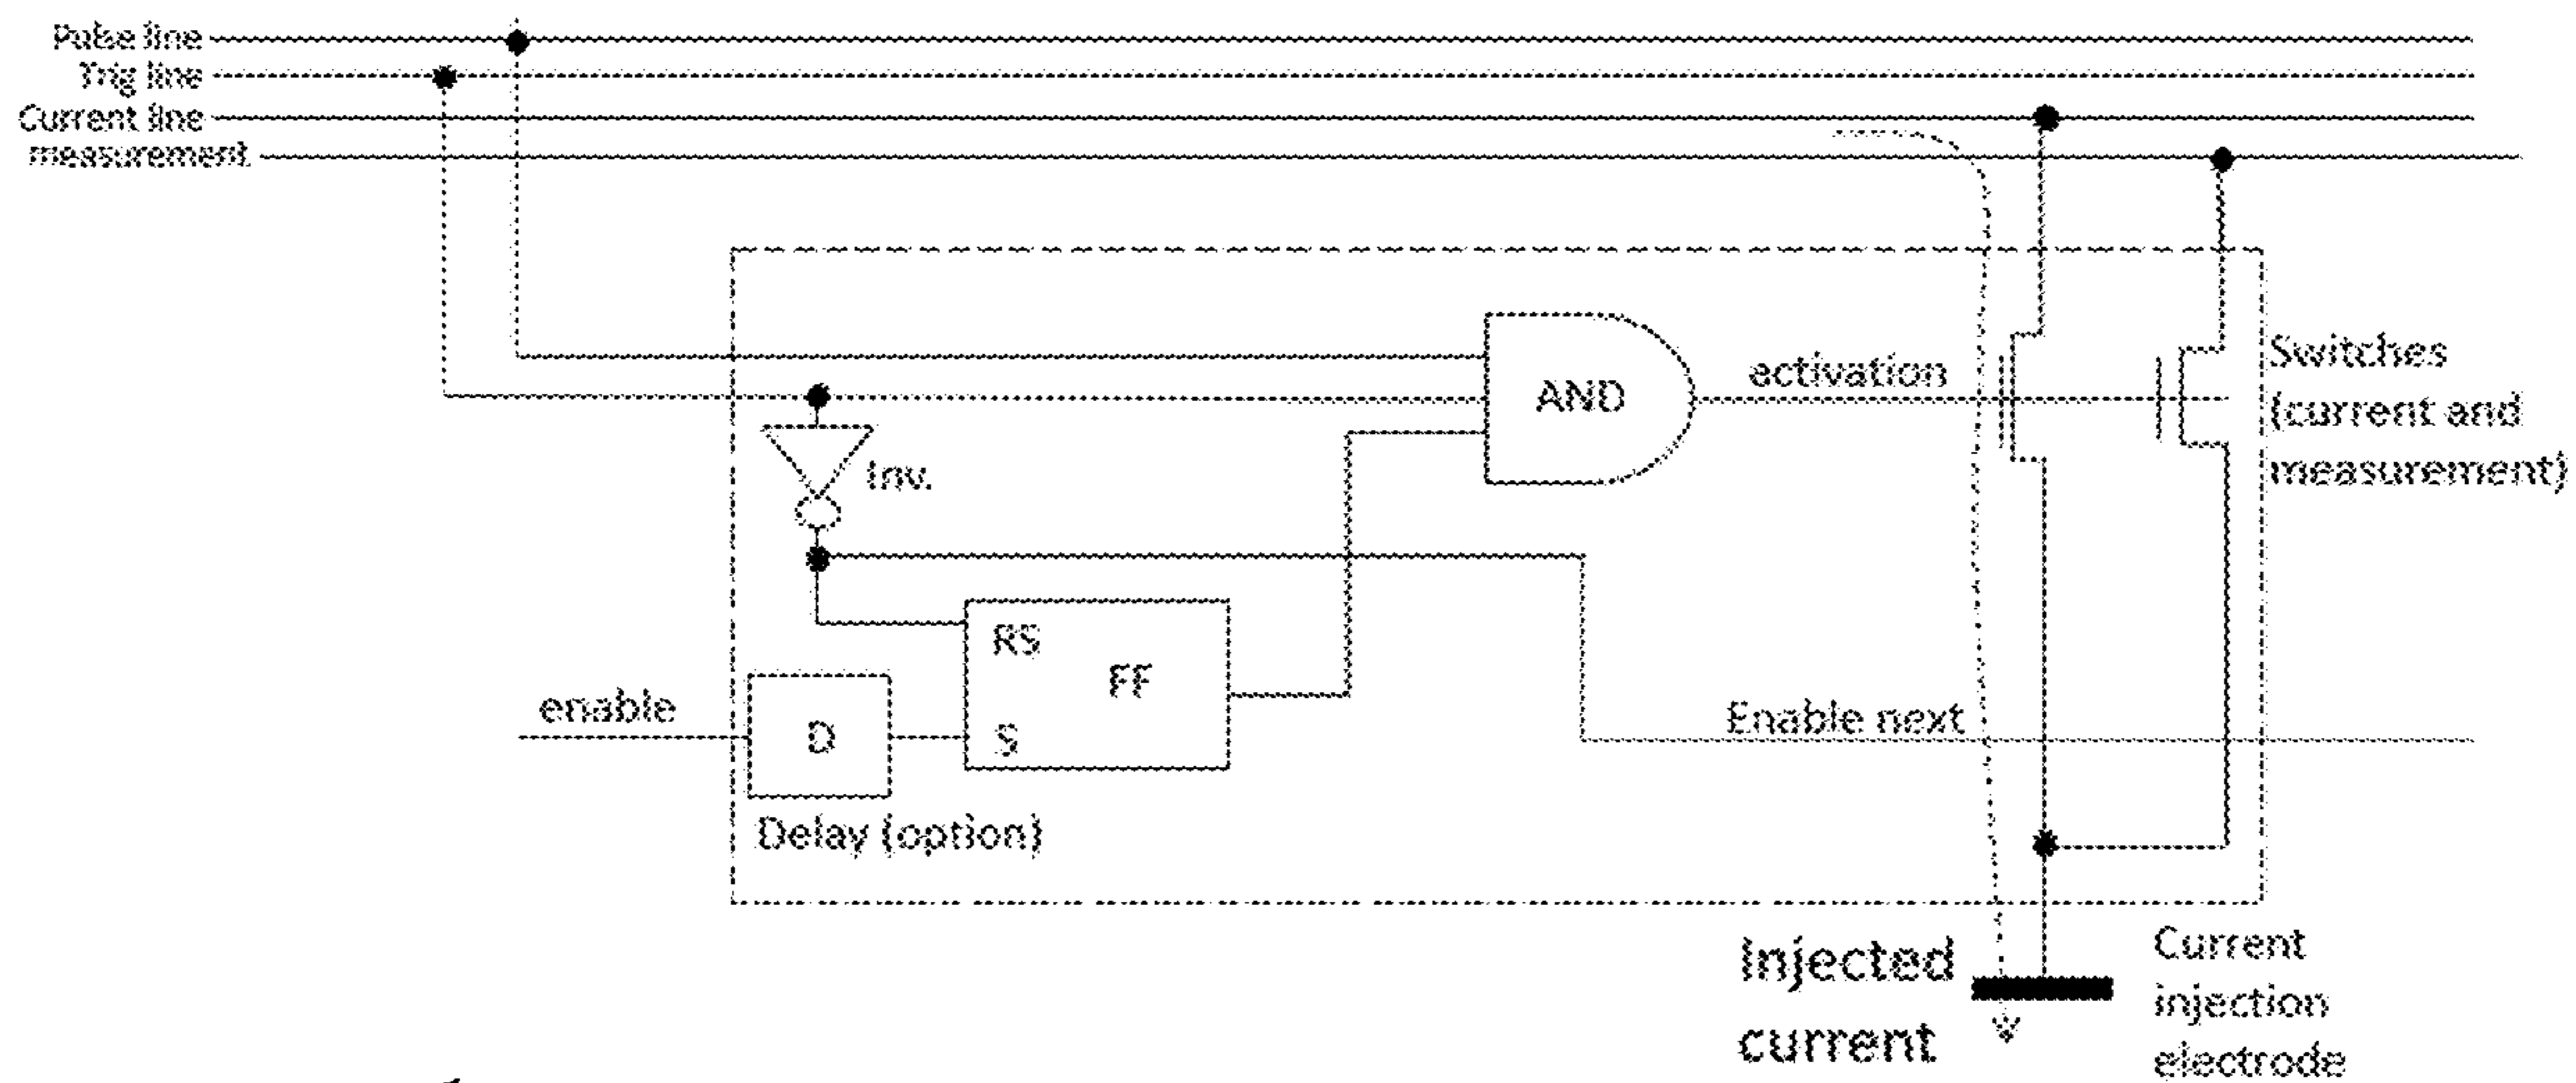 Pulse line
Trig line
Current line
measurement
AND
activation
Switches
(current and
measurement)
Inv.
RS
FF
S
enable
D
Enable next
Delay (option)
Injected
current
Current
injection
electrode